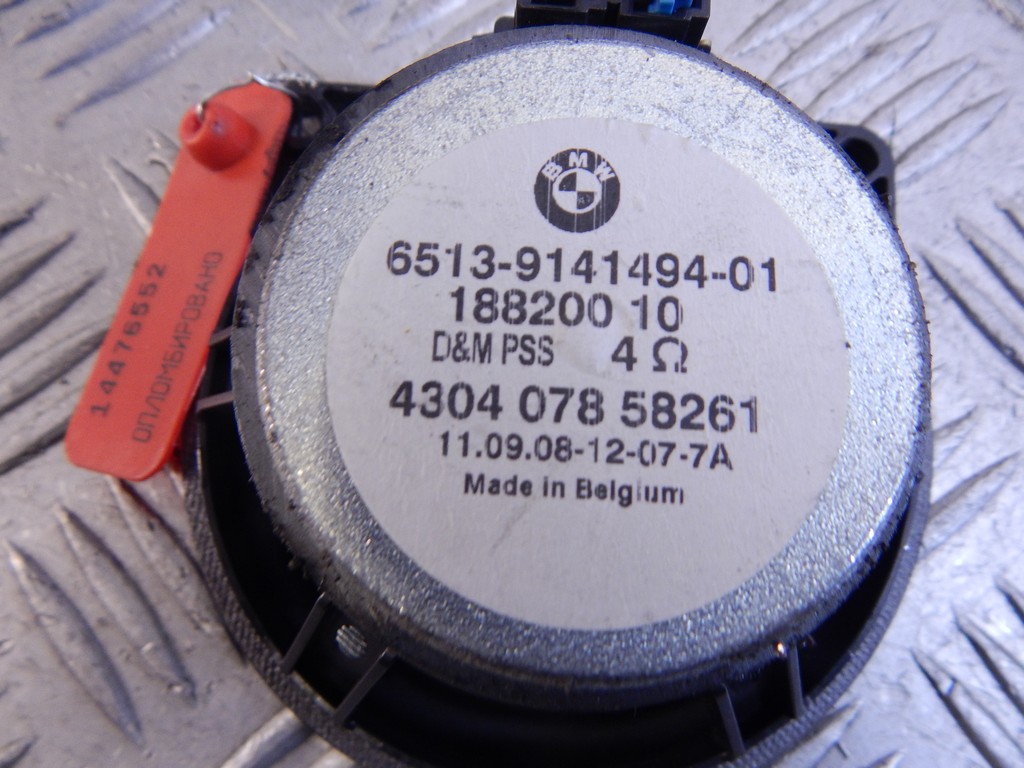 BMW
6513-9141494-01
188200 10
D&M PSS 4 Ω
4304 078 58261
11.09.08-12-07-7A
Made in Belgium
14476552
ОПЛОМБИРОВАНО